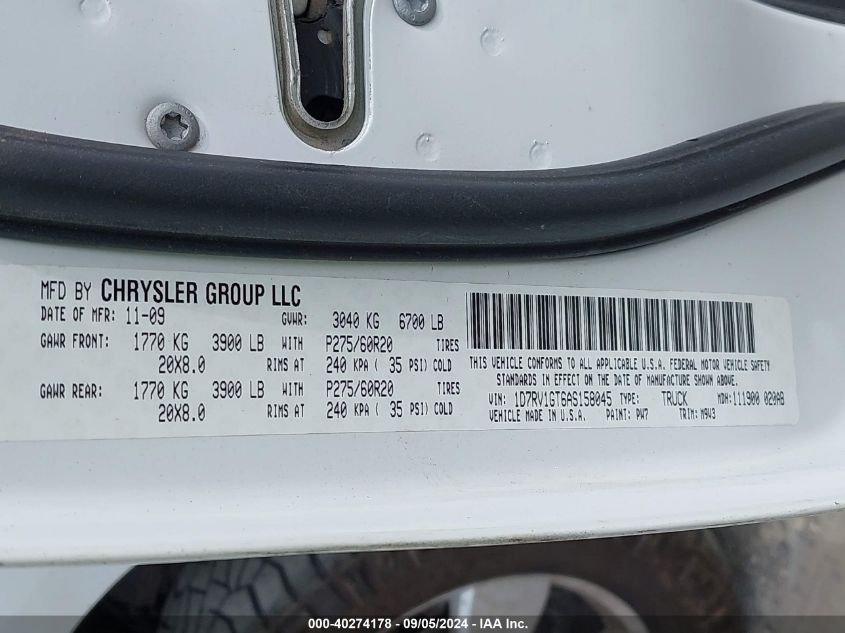 MFD BY CHRYSLER GROUP LLC
DATE OF MFR: 11-09 GVWR: 3040 KG 6700 LB
GAWR FRONT: 1770 KG 3900 LB WITH P275/60R20 TIRES
20X8.0 RIMS AT 240 KPA ( 35 PSI) COLD
GAWR REAR: 1770 KG 3900 LB WITH P275/60R20 TIRES
20X8.0 RIMS AT 240 KPA ( 35 PSI) COLD
THIS VEHICLE CONFORMS TO ALL APPLICABLE U.S.A. FEDERAL MOTOR VEHICLE SAFETY
STANDARDS IN EFFECT ON THE DATE OF MANUFACTURE SHOWN ABOVE.
VIN: 1D7RV1GT6AS158045 TYPE: TRUCK MDH: 111900 020AB
VEHICLE MADE IN U.S.A. PAINT: PW7 TRIM: M9V3
000-40274178 - 09/05/2024 - IAA Inc.